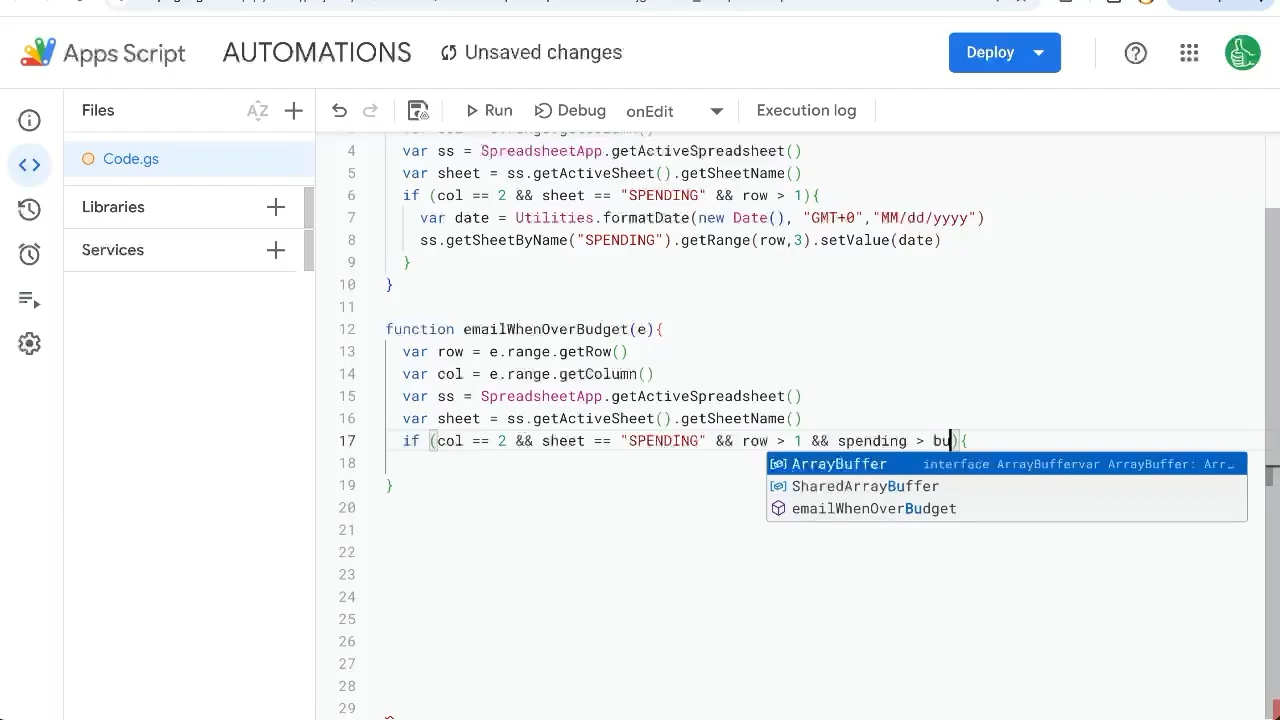 Apps Script AUTOMATIONS Unsaved changes Deploy
Files AZ Run Debug onEdit Execution log
Code.gs
Libraries
Services
4 var ss = SpreadsheetApp.getActiveSpreadsheet()
5 var sheet = ss.getActiveSheet().getSheetName()
6 if (col == 2 && sheet == "SPENDING" && row > 1){
7 var date = Utilities.formatDate(new Date(), "GMT+0","MM/dd/yyyy")
8 ss.getSheetByName("SPENDING").getRange(row,3).setValue(date)
9 }
10 }
11
12 function emailWhenOverBudget(e){
13 var row = e.range.getRow()
14 var col = e.range.getColumn()
15 var ss = SpreadsheetApp.getActiveSpreadsheet()
16 var sheet = ss.getActiveSheet().getSheetName()
17 if (col == 2 && sheet == "SPENDING" && row > 1 && spending > bu){
18 ArrayBuffer interface ArrayBuffervar ArrayBuffer: Arr…
19 } SharedArrayBuffer
20 emailWhenOverBudget
21
22
23
24
25
26
27
28
29